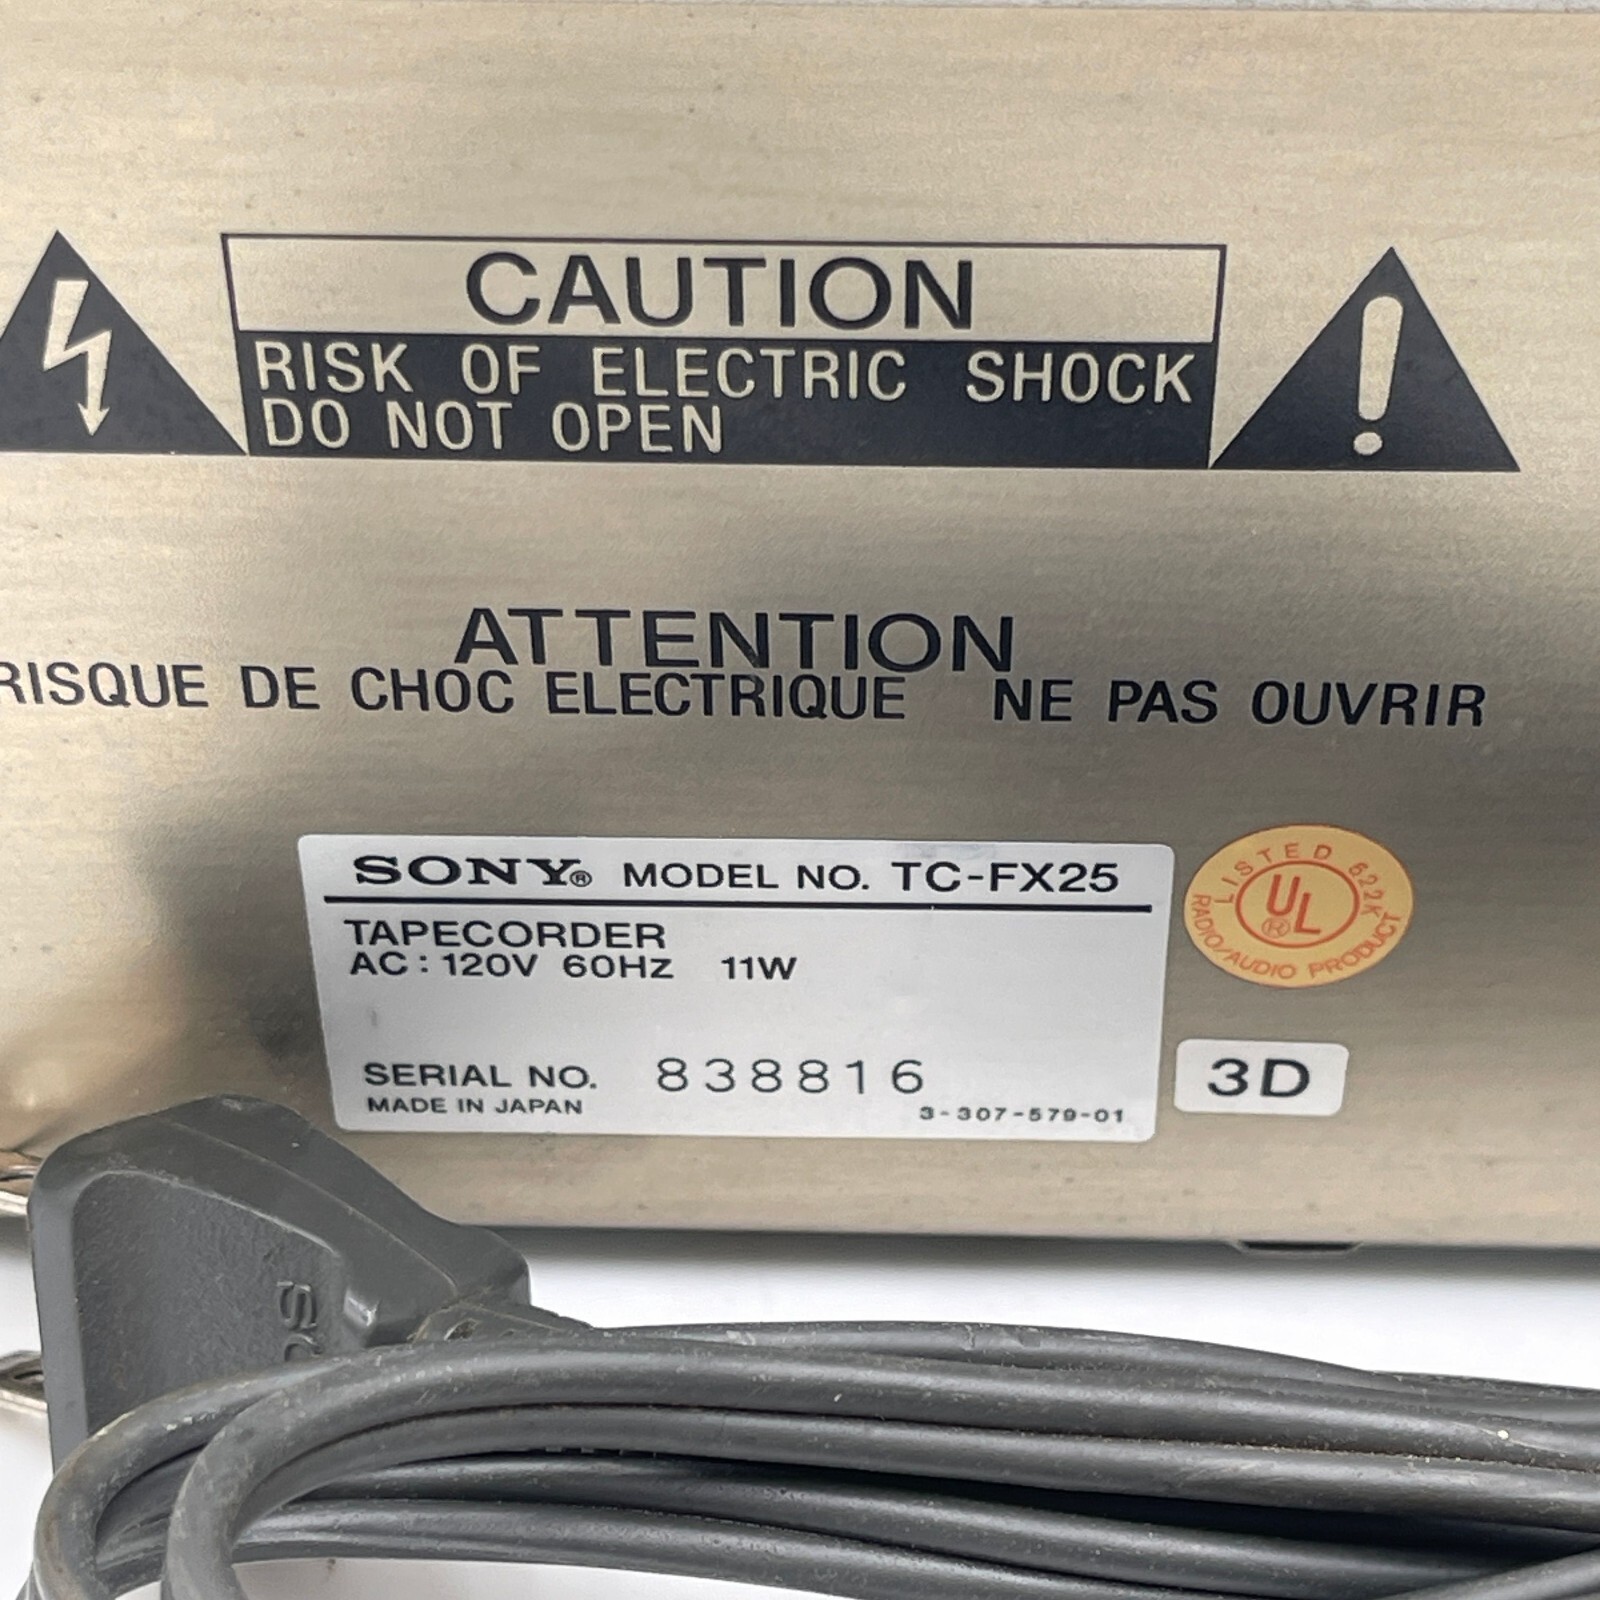 CAUTION
RISK OF ELECTRIC SHOCK
DO NOT OPEN
ATTENTION
RISQUE DE CHOC ELECTRIQUE NE PAS OUVRIR
SONY® MODEL NO. TC-FX25
TAPECORDER
AC: 120V 60HZ 11W
SERIAL NO. 838816
MADE IN JAPAN 3-307-579-01
LISTED 622K
UL
RADIO/AUDIO PRODUCT
3D